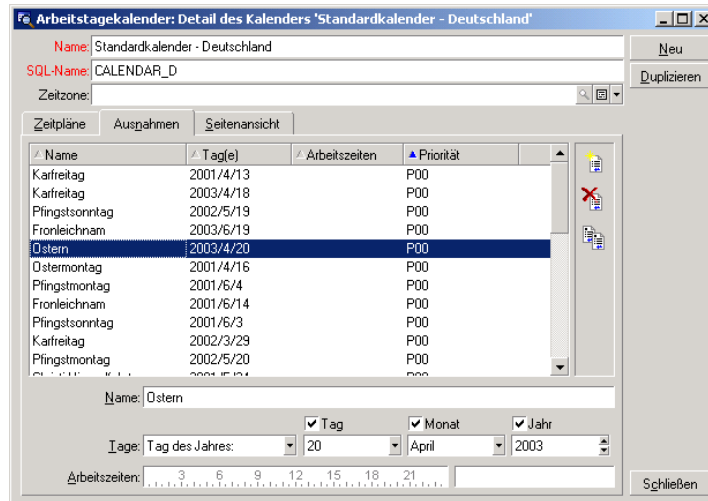 Arbeitstagekalender: Detail des Kalenders 'Standardkalender - Deutschland'
Name: Standardkalender - Deutschland
Neu
SQL-Name: CALENDAR_D
Duplizieren
Zeitzone:
Zeitpläne Ausnahmen Seitenansicht
Name Tag(e) Arbeitszeiten Priorität
Karfreitag 2001/4/13 P00
Karfreitag 2003/4/18 P00
Pfingstsonntag 2002/5/19 P00
Fronleichnam 2003/6/19 P00
Ostern 2003/4/20 P00
Ostermontag 2001/4/16 P00
Pfingstmontag 2001/6/4 P00
Fronleichnam 2001/6/14 P00
Pfingstsonntag 2001/6/3 P00
Karfreitag 2002/3/29 P00
Pfingstmontag 2002/5/20 P00
Name: Ostern
Tag Monat Jahr
Tage: Tag des Jahres: 20 April 2003
Arbeitszeiten: 3 6 9 12 15 18 21
Schließen